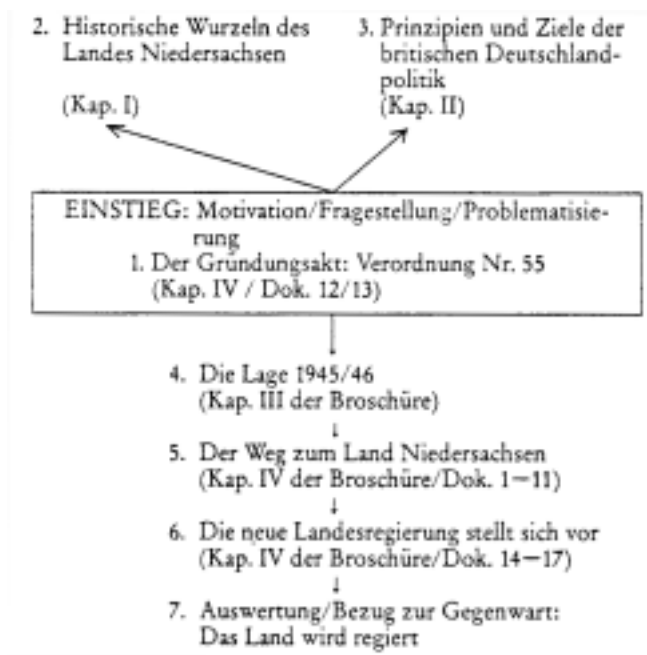 2. Historische Wurzeln des
Landes Niedersachsen
(Kap. I)
3. Prinzipien und Ziele der
britischen Deutschland-
politik
(Kap. II)
EINSTIEG: Motivation/Fragestellung/Problematisie-
rung
1. Der Gründungsakt: Verordnung Nr. 55
(Kap. IV / Dok. 12/13)
4. Die Lage 1945/46
(Kap. III der Broschüre)
5. Der Weg zum Land Niedersachsen
(Kap. IV der Broschüre/Dok. 1—11)
6. Die neue Landesregierung stellt sich vor
(Kap. IV der Broschüre/Dok. 14—17)
7. Auswertung/Bezug zur Gegenwart:
Das Land wird regiert